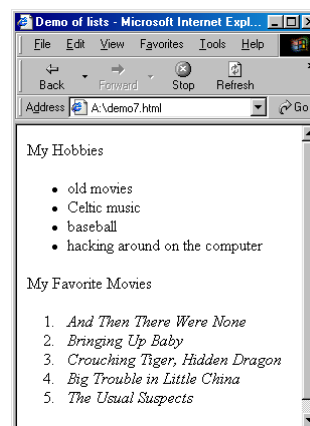 Demo of lists - Microsoft Internet Expl...
File Edit View Favorites Tools Help
Back Forward Stop Refresh »
Address A:\demo7.html Go
My Hobbies
• old movies
• Celtic music
• baseball
• hacking around on the computer
My Favorite Movies
1. And Then There Were None
2. Bringing Up Baby
3. Crouching Tiger, Hidden Dragon
4. Big Trouble in Little China
5. The Usual Suspects